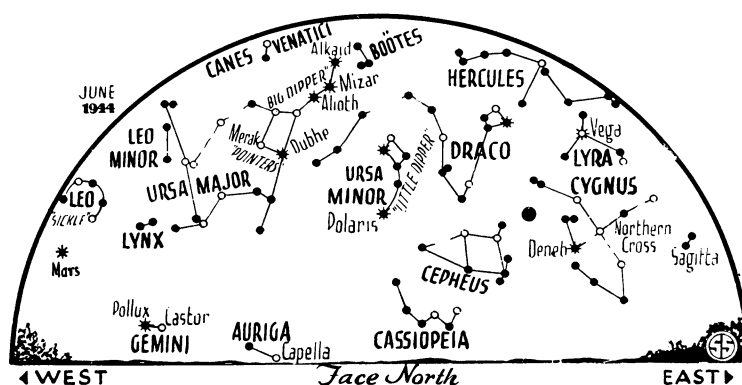 CANES VENATICI
Alkaid
BOÖTES
JUNE
1944
"BIG DIPPER"
Mizar
Alioth
HERCULES
LEO
MINOR
Merak
"POINTERS"
Dubhe
URSA MAJOR
URSA
MINOR
"LITTLE DIPPER"
Polaris
DRACO
Vega
LYRA
CYGNUS
LEO
"SICKLE"
LYNX
Mars
Deneb
Northern
Cross
Sagitta
CEPHEUS
Pollux
Castor
GEMINI
AURIGA
Capella
CASSIOPEIA
WEST
Face North
EAST